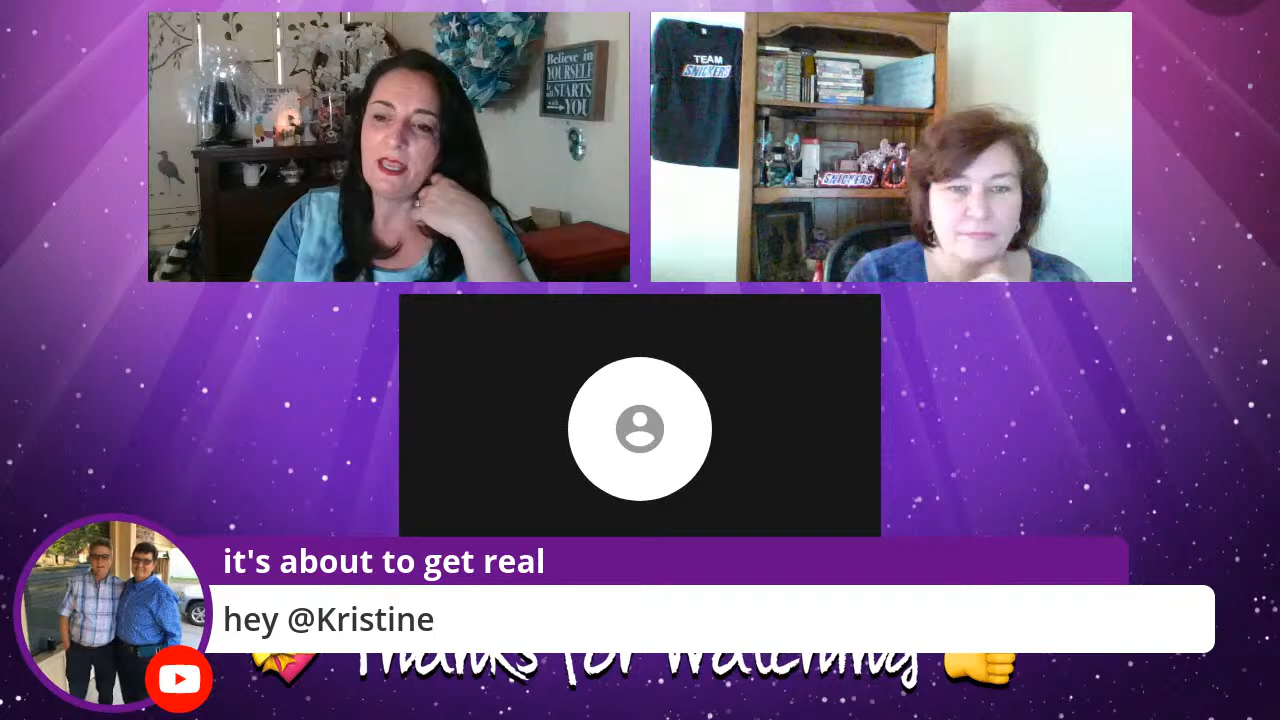 Believe in
YOURSELF
STARTS
YOU
TEAM
SNICKERS
SNICKERS
it's about to get real
hey @Kristine
Thanks for Watching